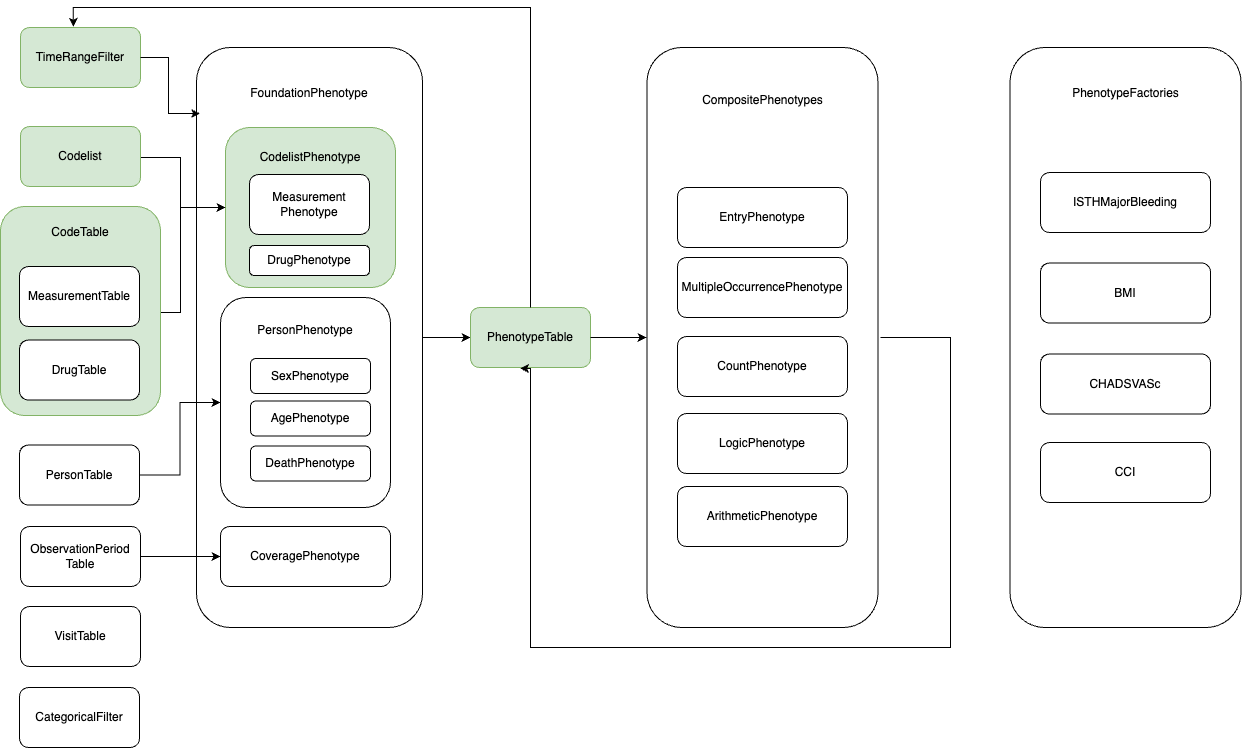 TimeRangeFilter
Codelist
CodeTable
MeasurementTable
DrugTable
PersonTable
ObservationPeriod
Table
VisitTable
CategoricalFilter
FoundationPhenotype
CodelistPhenotype
Measurement
Phenotype
DrugPhenotype
PersonPhenotype
SexPhenotype
AgePhenotype
DeathPhenotype
CoveragePhenotype
PhenotypeTable
CompositePhenotypes
EntryPhenotype
MultipleOccurrencePhenotype
CountPhenotype
LogicPhenotype
ArithmeticPhenotype
PhenotypeFactories
ISTHMajorBleeding
BMI
CHADSVASc
CCI